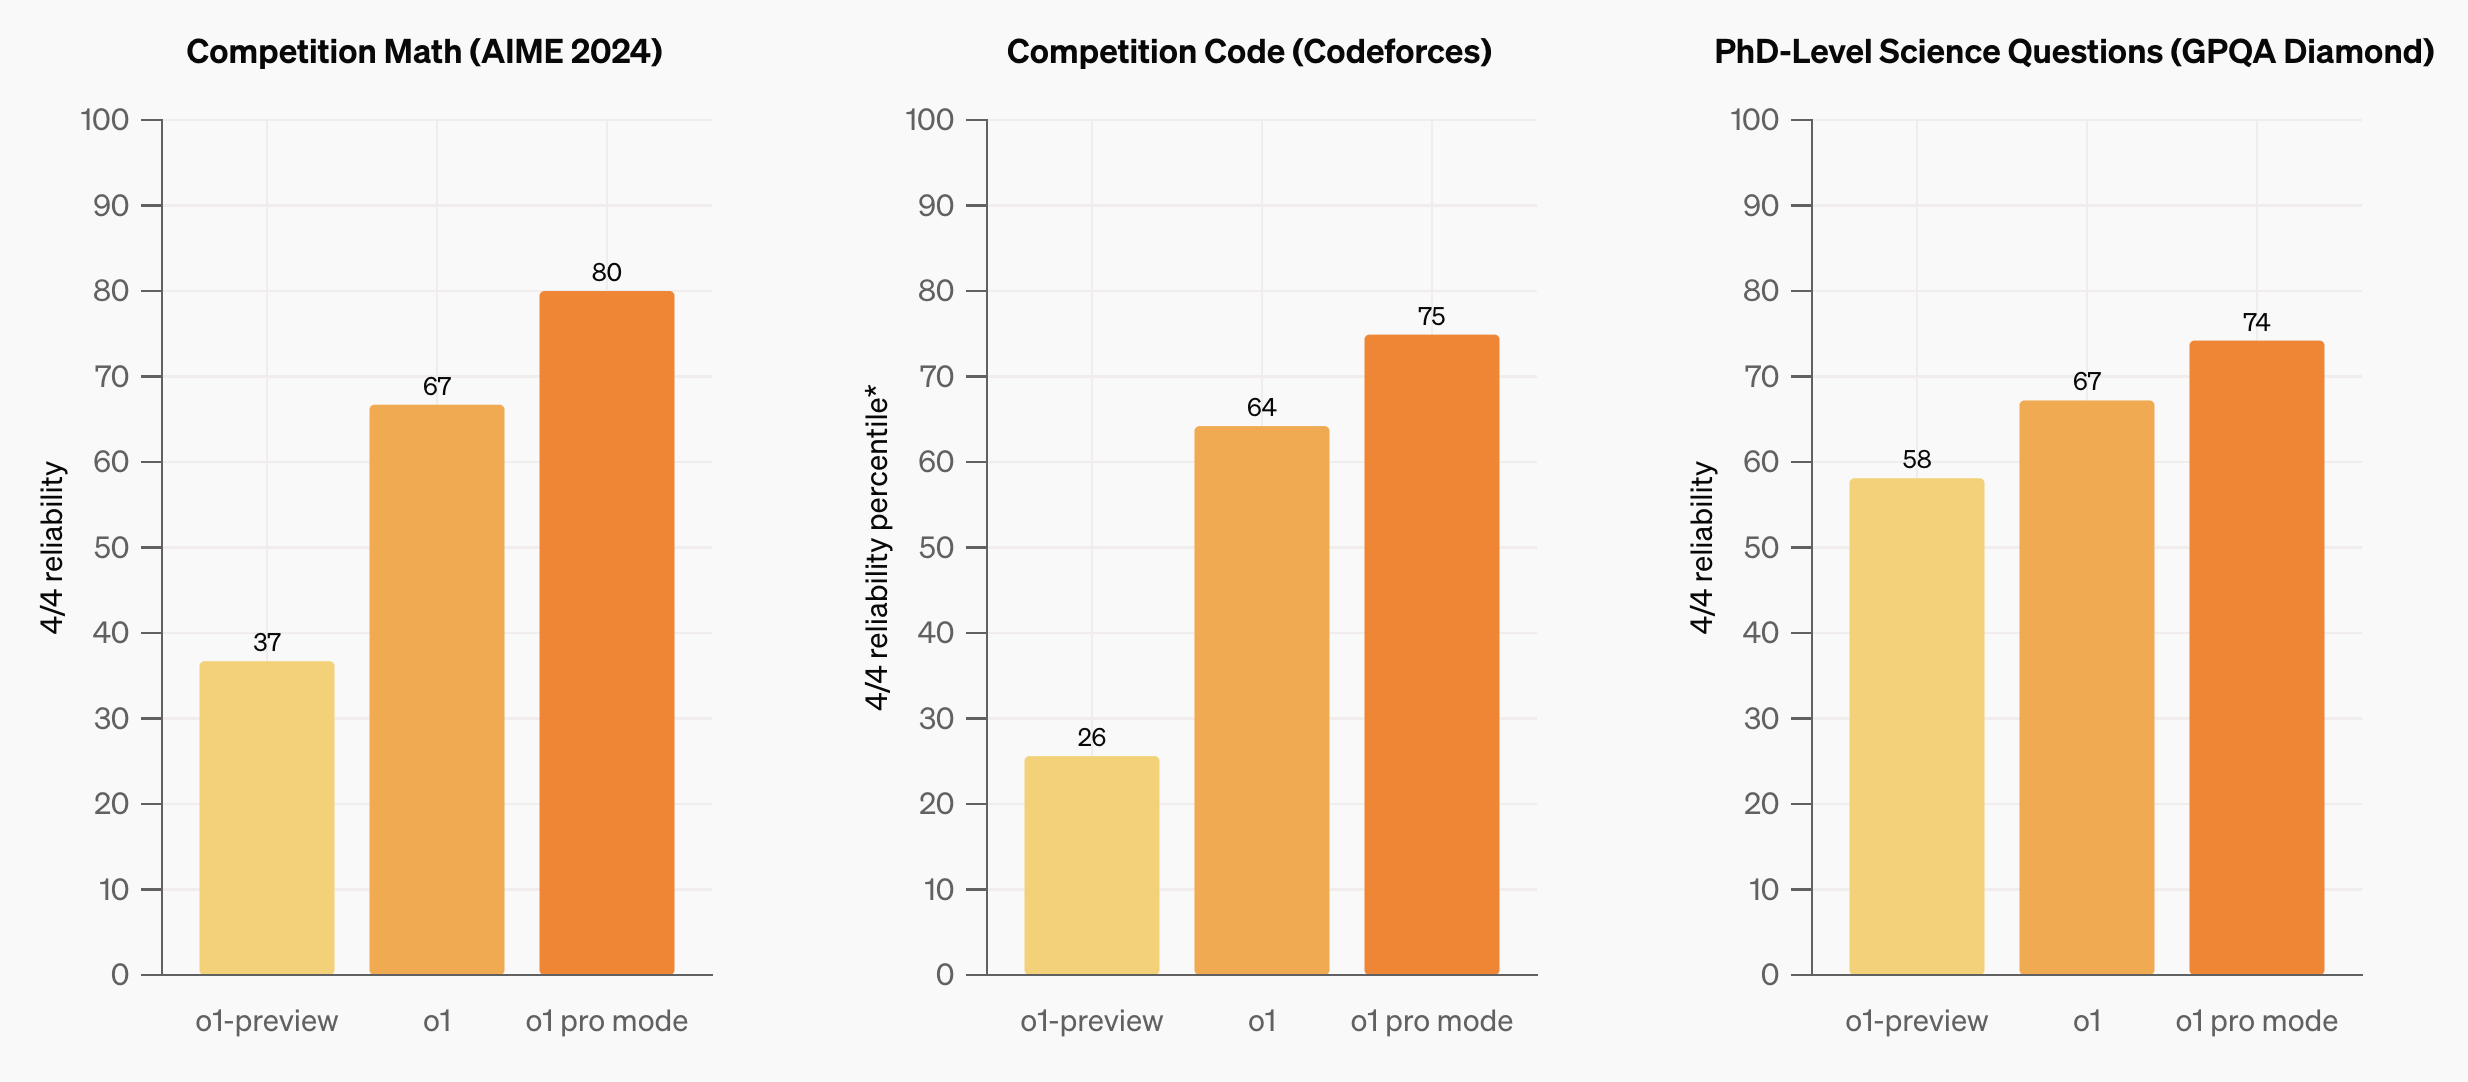 Competition Math (AIME 2024)
4/4 reliability
100
90
80
70
60
50
40
30
20
10
0
37
67
80
o1-preview
o1
o1 pro mode
Competition Code (Codeforces)
4/4 reliability percentile*
100
90
80
70
60
50
40
30
20
10
0
26
64
75
o1-preview
o1
o1 pro mode
PhD-Level Science Questions (GPQA Diamond)
4/4 reliability
100
90
80
70
60
50
40
30
20
10
0
58
67
74
o1-preview
o1
o1 pro mode